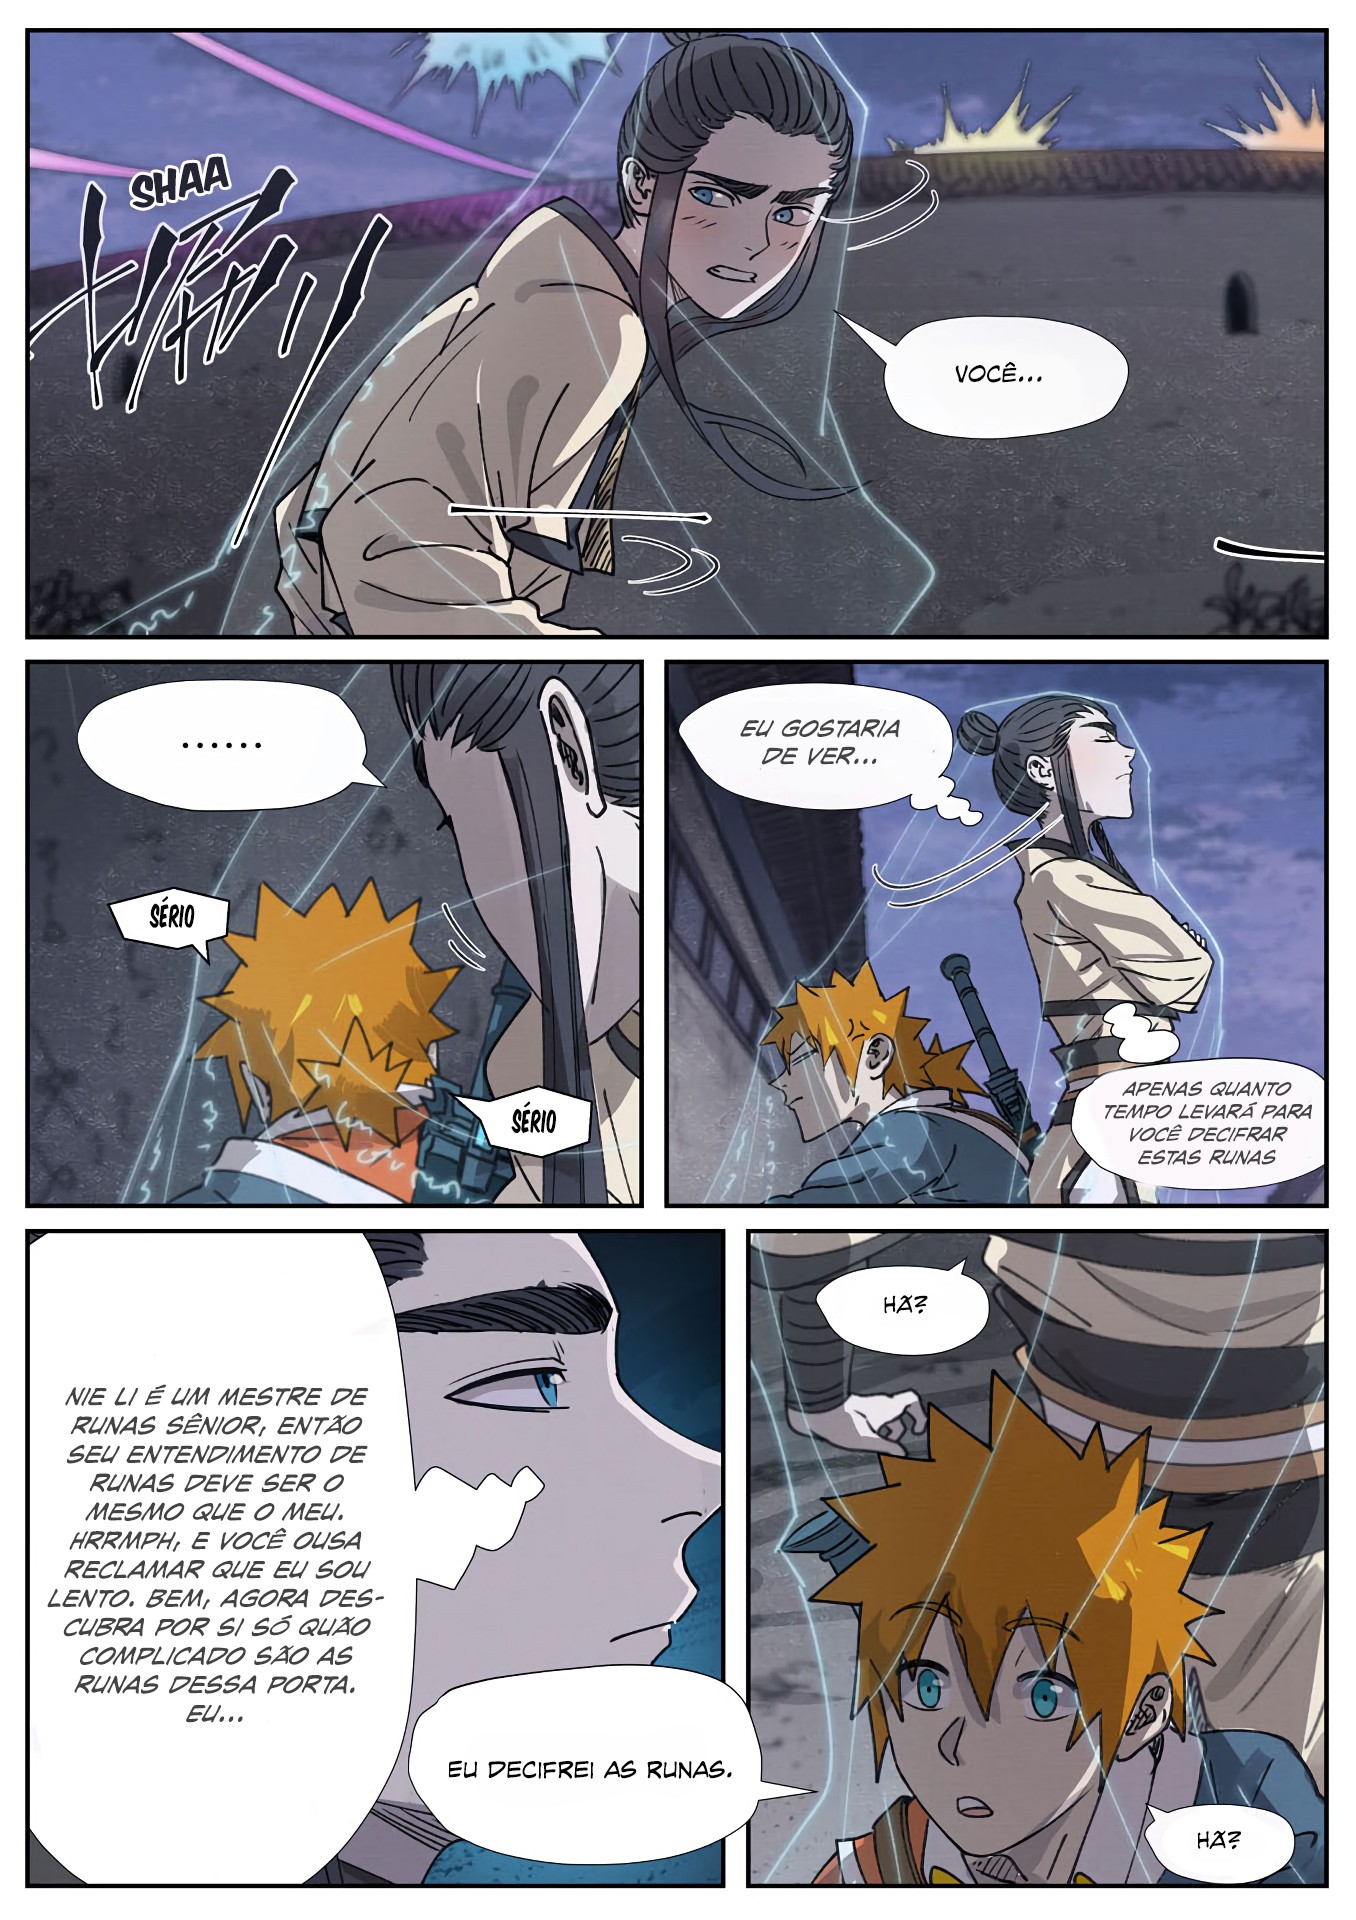 SHAA
VOCÊ...
......
SÉRIO
SÉRIO
EU GOSTARIA
DE VER...
APENAS QUANTO
TEMPO LEVARÁ PARA
VOCÊ DECIFRAR
ESTAS RUNAS
NIE LI É UM MESTRE DE
RUNAS SÊNIOR, ENTÃO
SEU ENTENDIMENTO DE
RUNAS DEVE SER O
MESMO QUE O MEU.
HRRMPH, E VOCÊ OUSA
RECLAMAR QUE EU SOU
LENTO. BEM, AGORA DES-
CUBRA POR SI SÓ QUÃO
COMPLICADO SÃO AS
RUNAS DESSA PORTA.
EU...
EU DECIFREI AS RUNAS.
HÃ?
HÃ?